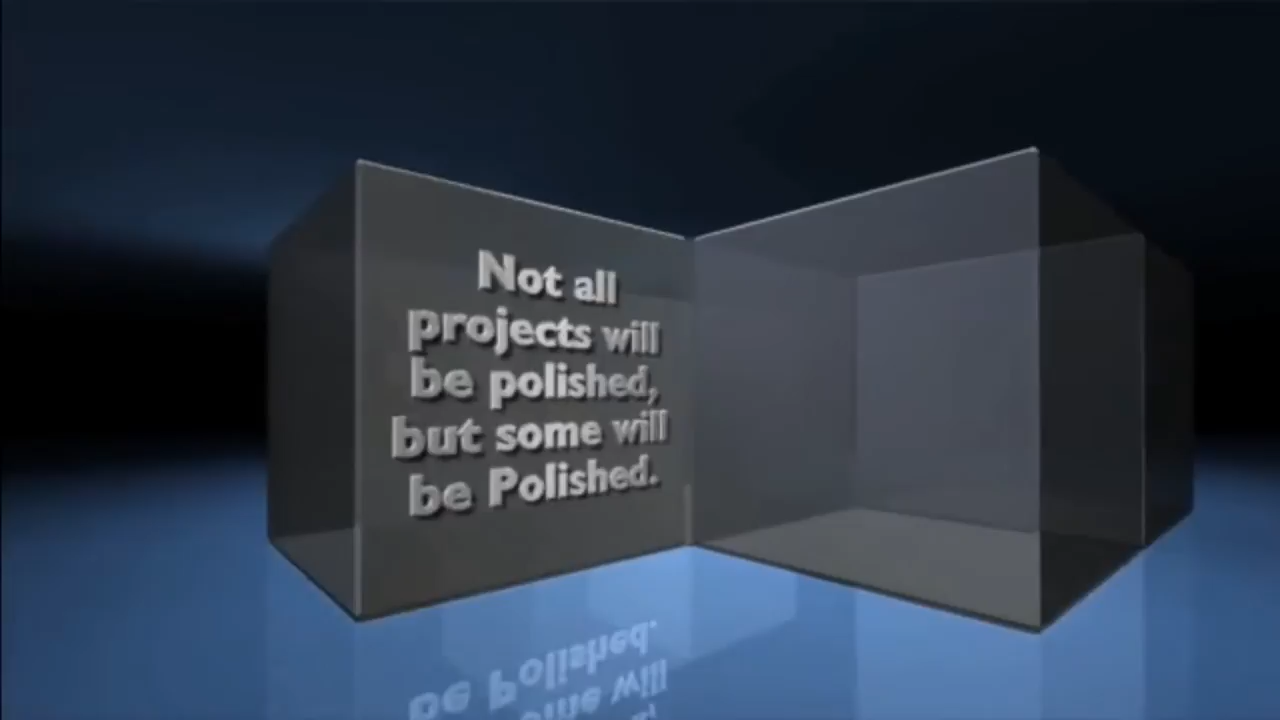 Not all
projects will
be polished,
but some will
be Polished.